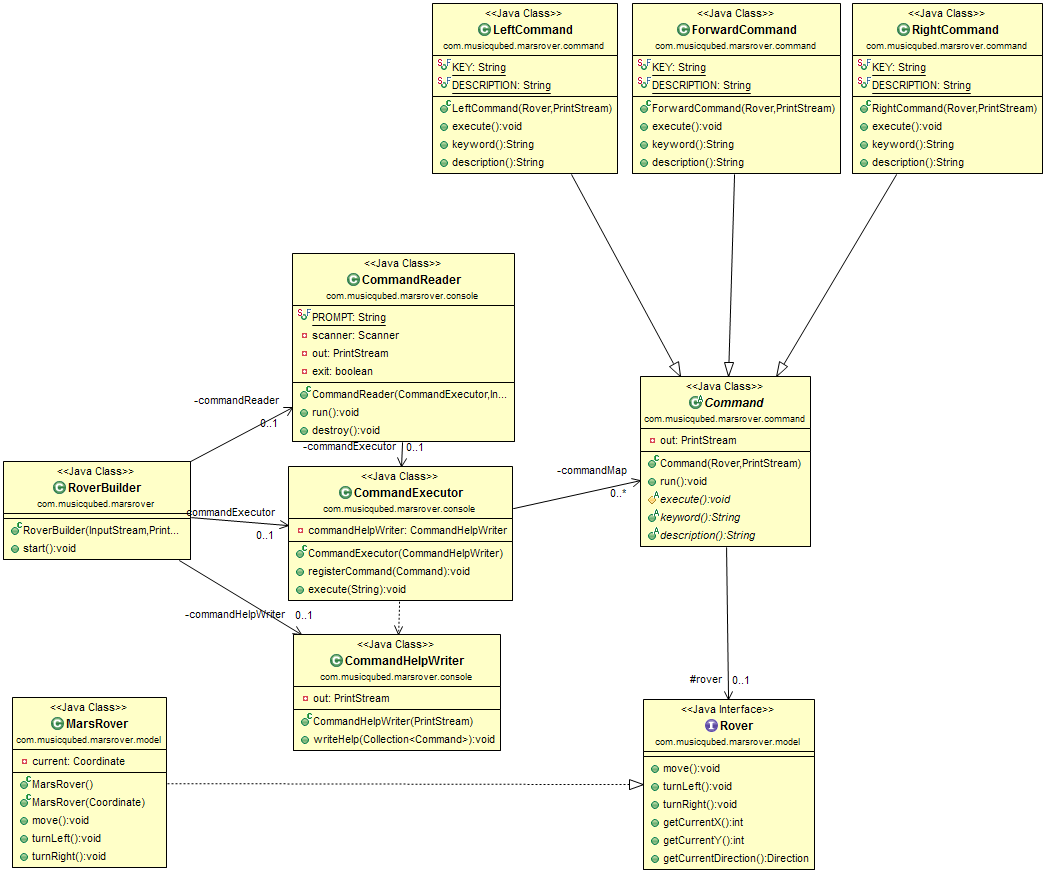 <<Java Class>>
LeftCommand
com.musicqubed.marsrover.command
KEY: String
DESCRIPTION: String
LeftCommand(Rover,PrintStream)
execute():void
keyword():String
description():String
<<Java Class>>
ForwardCommand
com.musicqubed.marsrover.command
KEY: String
DESCRIPTION: String
ForwardCommand(Rover,PrintStream)
execute():void
keyword():String
description():String
<<Java Class>>
RightCommand
com.musicqubed.marsrover.command
KEY: String
DESCRIPTION: String
RightCommand(Rover,PrintStream)
execute():void
keyword():String
description():String
<<Java Class>>
CommandReader
com.musicqubed.marsrover.console
PROMPT: String
scanner: Scanner
out: PrintStream
exit: boolean
CommandReader(CommandExecutor,In...
run():void
destroy():void
-commandReader
0..1
-commandExecutor
0..1
<<Java Class>>
Command
com.musicqubed.marsrover.command
out: PrintStream
Command(Rover,PrintStream)
run():void
execute():void
keyword():String
description():String
<<Java Class>>
RoverBuilder
com.musicqubed.marsrover
RoverBuilder(InputStream,Print...
start():void
commandExecutor
0..1
<<Java Class>>
CommandExecutor
com.musicqubed.marsrover.console
commandHelpWriter: CommandHelpWriter
CommandExecutor(CommandHelpWriter)
registerCommand(Command):void
execute(String):void
-commandMap
0..*
-commandHelpWriter
0..1
<<Java Class>>
CommandHelpWriter
com.musicqubed.marsrover.console
out: PrintStream
CommandHelpWriter(PrintStream)
writeHelp(Collection<Command>):void
#rover
0..1
<<Java Class>>
MarsRover
com.musicqubed.marsrover.model
current: Coordinate
MarsRover()
MarsRover(Coordinate)
move():void
turnLeft():void
turnRight():void
<<Java Interface>>
Rover
com.musicqubed.marsrover.model
move():void
turnLeft():void
turnRight():void
getCurrentX():int
getCurrentY():int
getCurrentDirection():Direction